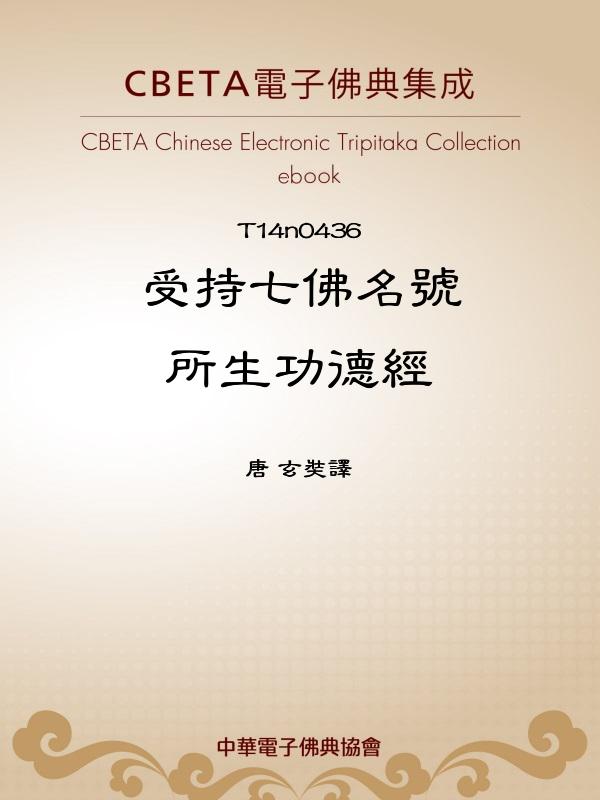 CBETA電子佛典集成
CBETA Chinese Electronic Tripitaka Collection
ebook
T14n0436
受持七佛名號
所生功德經
唐 玄奘譯
中華電子佛典協會